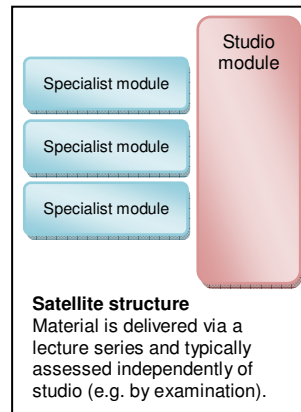 Studio
module
Specialist module
Specialist module
Specialist module
Satellite structure
Material is delivered via a
lecture series and typically
assessed independently of
studio (e.g. by examination).